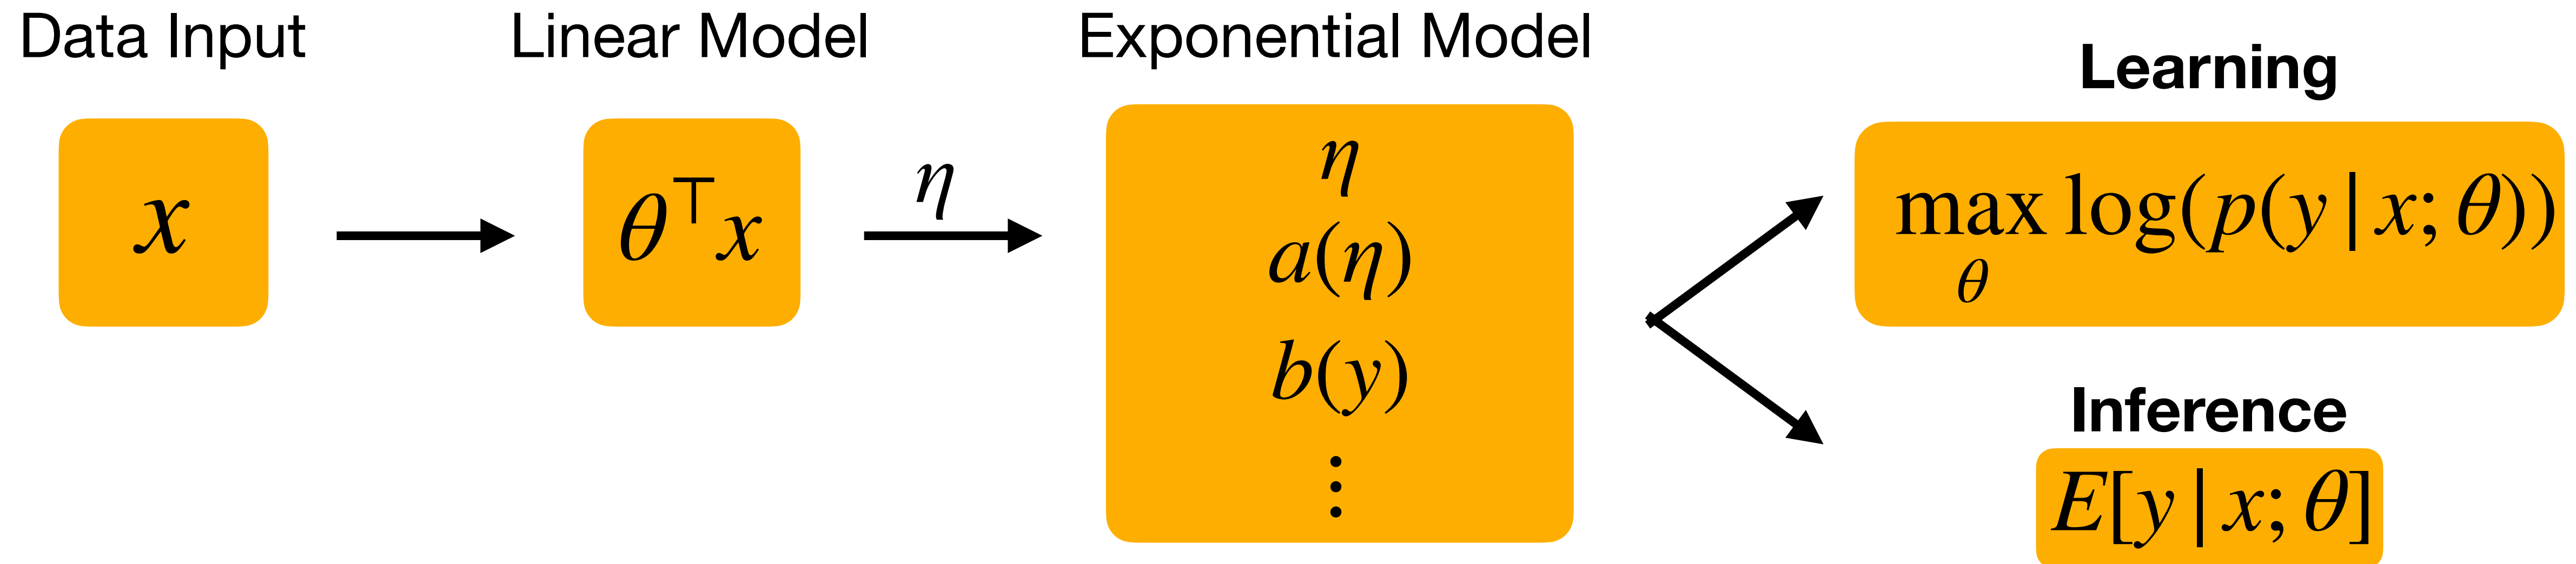 Data Input
x
Linear Model
θ⊤x
η
Exponential Model
η
a(η)
b(y)
⋮
Learning
max log(p(y | x; θ))
θ
Inference
E[y | x; θ]